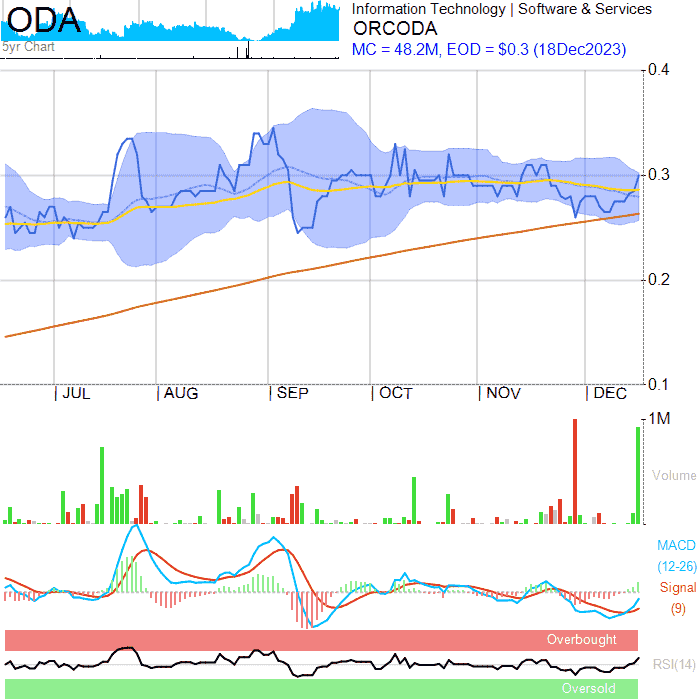 ODA
5yr Chart
Information Technology | Software & Services
ORCODA
MC = 48.2M, EOD = $0.3 (18Dec2023)
0.4
0.3
0.2
0.1
| JUL | AUG | SEP | OCT | NOV | DEC
1M
Volume
MACD
(12-26)
Signal
(9)
Overbought
RSI(14)
Oversold